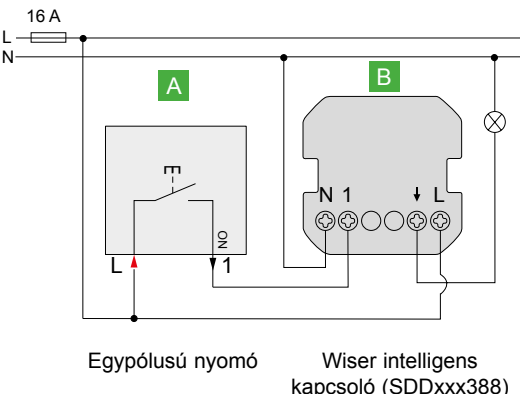 16 A
L
N
A
B
N 1 L
ON
L 1
Egypólusú nyomó
Wiser intelligens
kapcsoló (SDDxxx388)